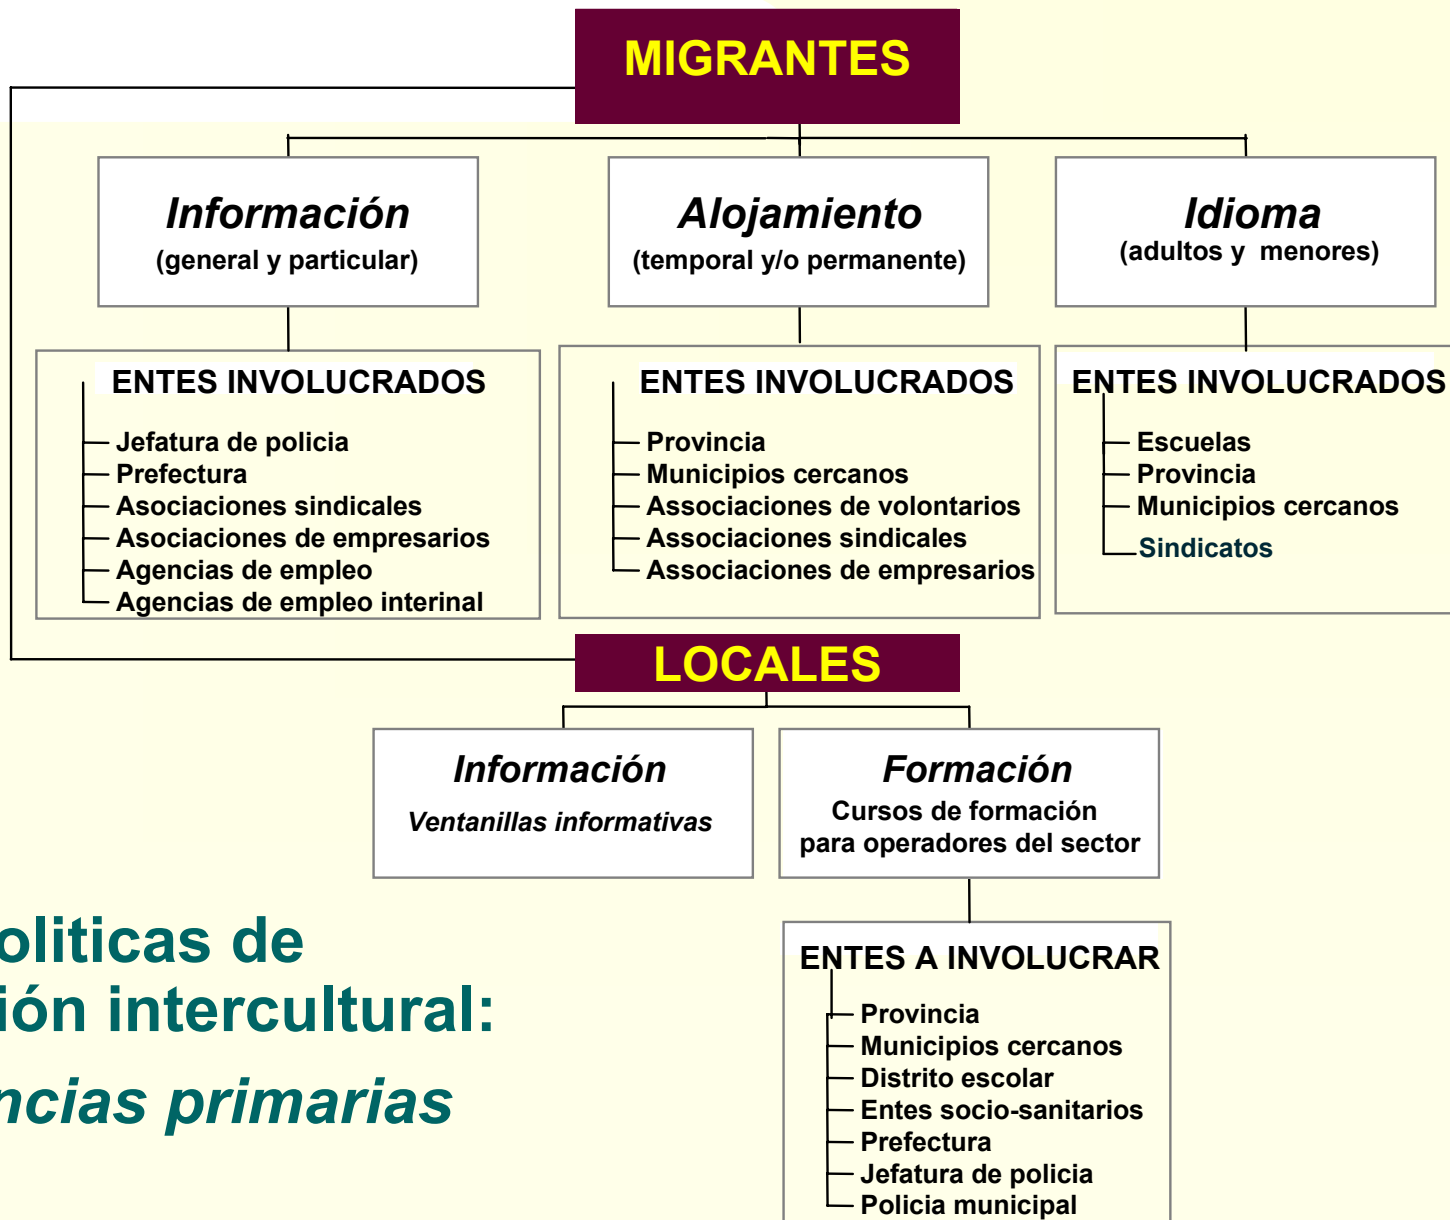 MIGRANTES
Información
(general y particular)
Alojamiento
(temporal y/o permanente)
Idioma
(adultos y menores)
ENTES INVOLUCRADOS
Jefatura de policia
Prefectura
Asociaciones sindicales
Asociaciones de empresarios
Agencias de empleo
Agencias de empleo interinal
ENTES INVOLUCRADOS
Provincia
Municipios cercanos
Associaciones de volontarios
Associaciones sindicales
Associaciones de empresarios
ENTES INVOLUCRADOS
Escuelas
Provincia
Municipios cercanos
Sindicatos
LOCALES
Información
Ventanillas informativas
Formación
Cursos de formación
para operadores del sector
ENTES A INVOLUCRAR
Provincia
Municipios cercanos
Distrito escolar
Entes socio-sanitarios
Prefectura
Jefatura de policia
Policia municipal
oliticas de
ión intercultural:
ncias primarias